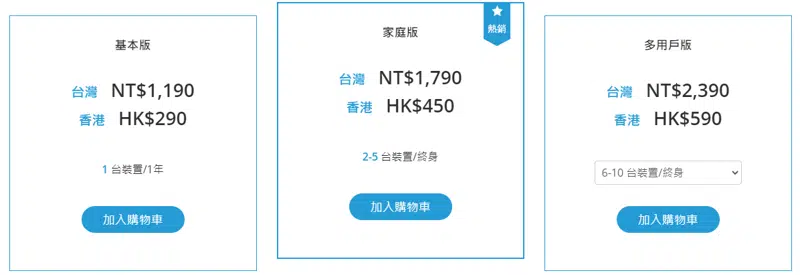 基本版
台灣 NT$1,190
香港 HK$290
1 台裝置/1年
加入購物車
熱銷
家庭版
台灣 NT$1,790
香港 HK$450
2-5 台裝置/終身
加入購物車
多用戶版
台灣 NT$2,390
香港 HK$590
6-10 台裝置/終身
加入購物車